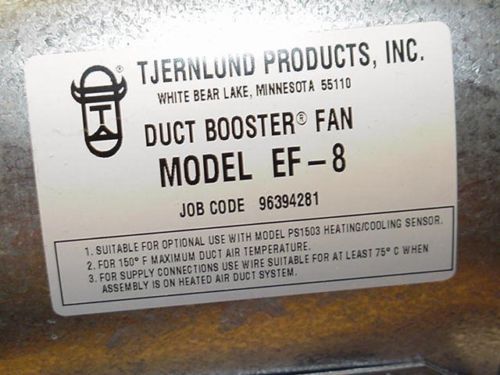 TJERNLUND PRODUCTS, INC.
WHITE BEAR LAKE, MINNESOTA 55110
DUCT BOOSTER® FAN
MODEL EF-8
JOB CODE 96394281
1. SUITABLE FOR OPTIONAL USE WITH MODEL PS1503 HEATING/COOLING SENSOR.
2. FOR 150° F MAXIMUM DUCT AIR TEMPERATURE.
3. FOR SUPPLY CONNECTIONS USE WIRE SUITABLE FOR AT LEAST 75° C WHEN
ASSEMBLY IS ON HEATED AIR DUCT SYSTEM.